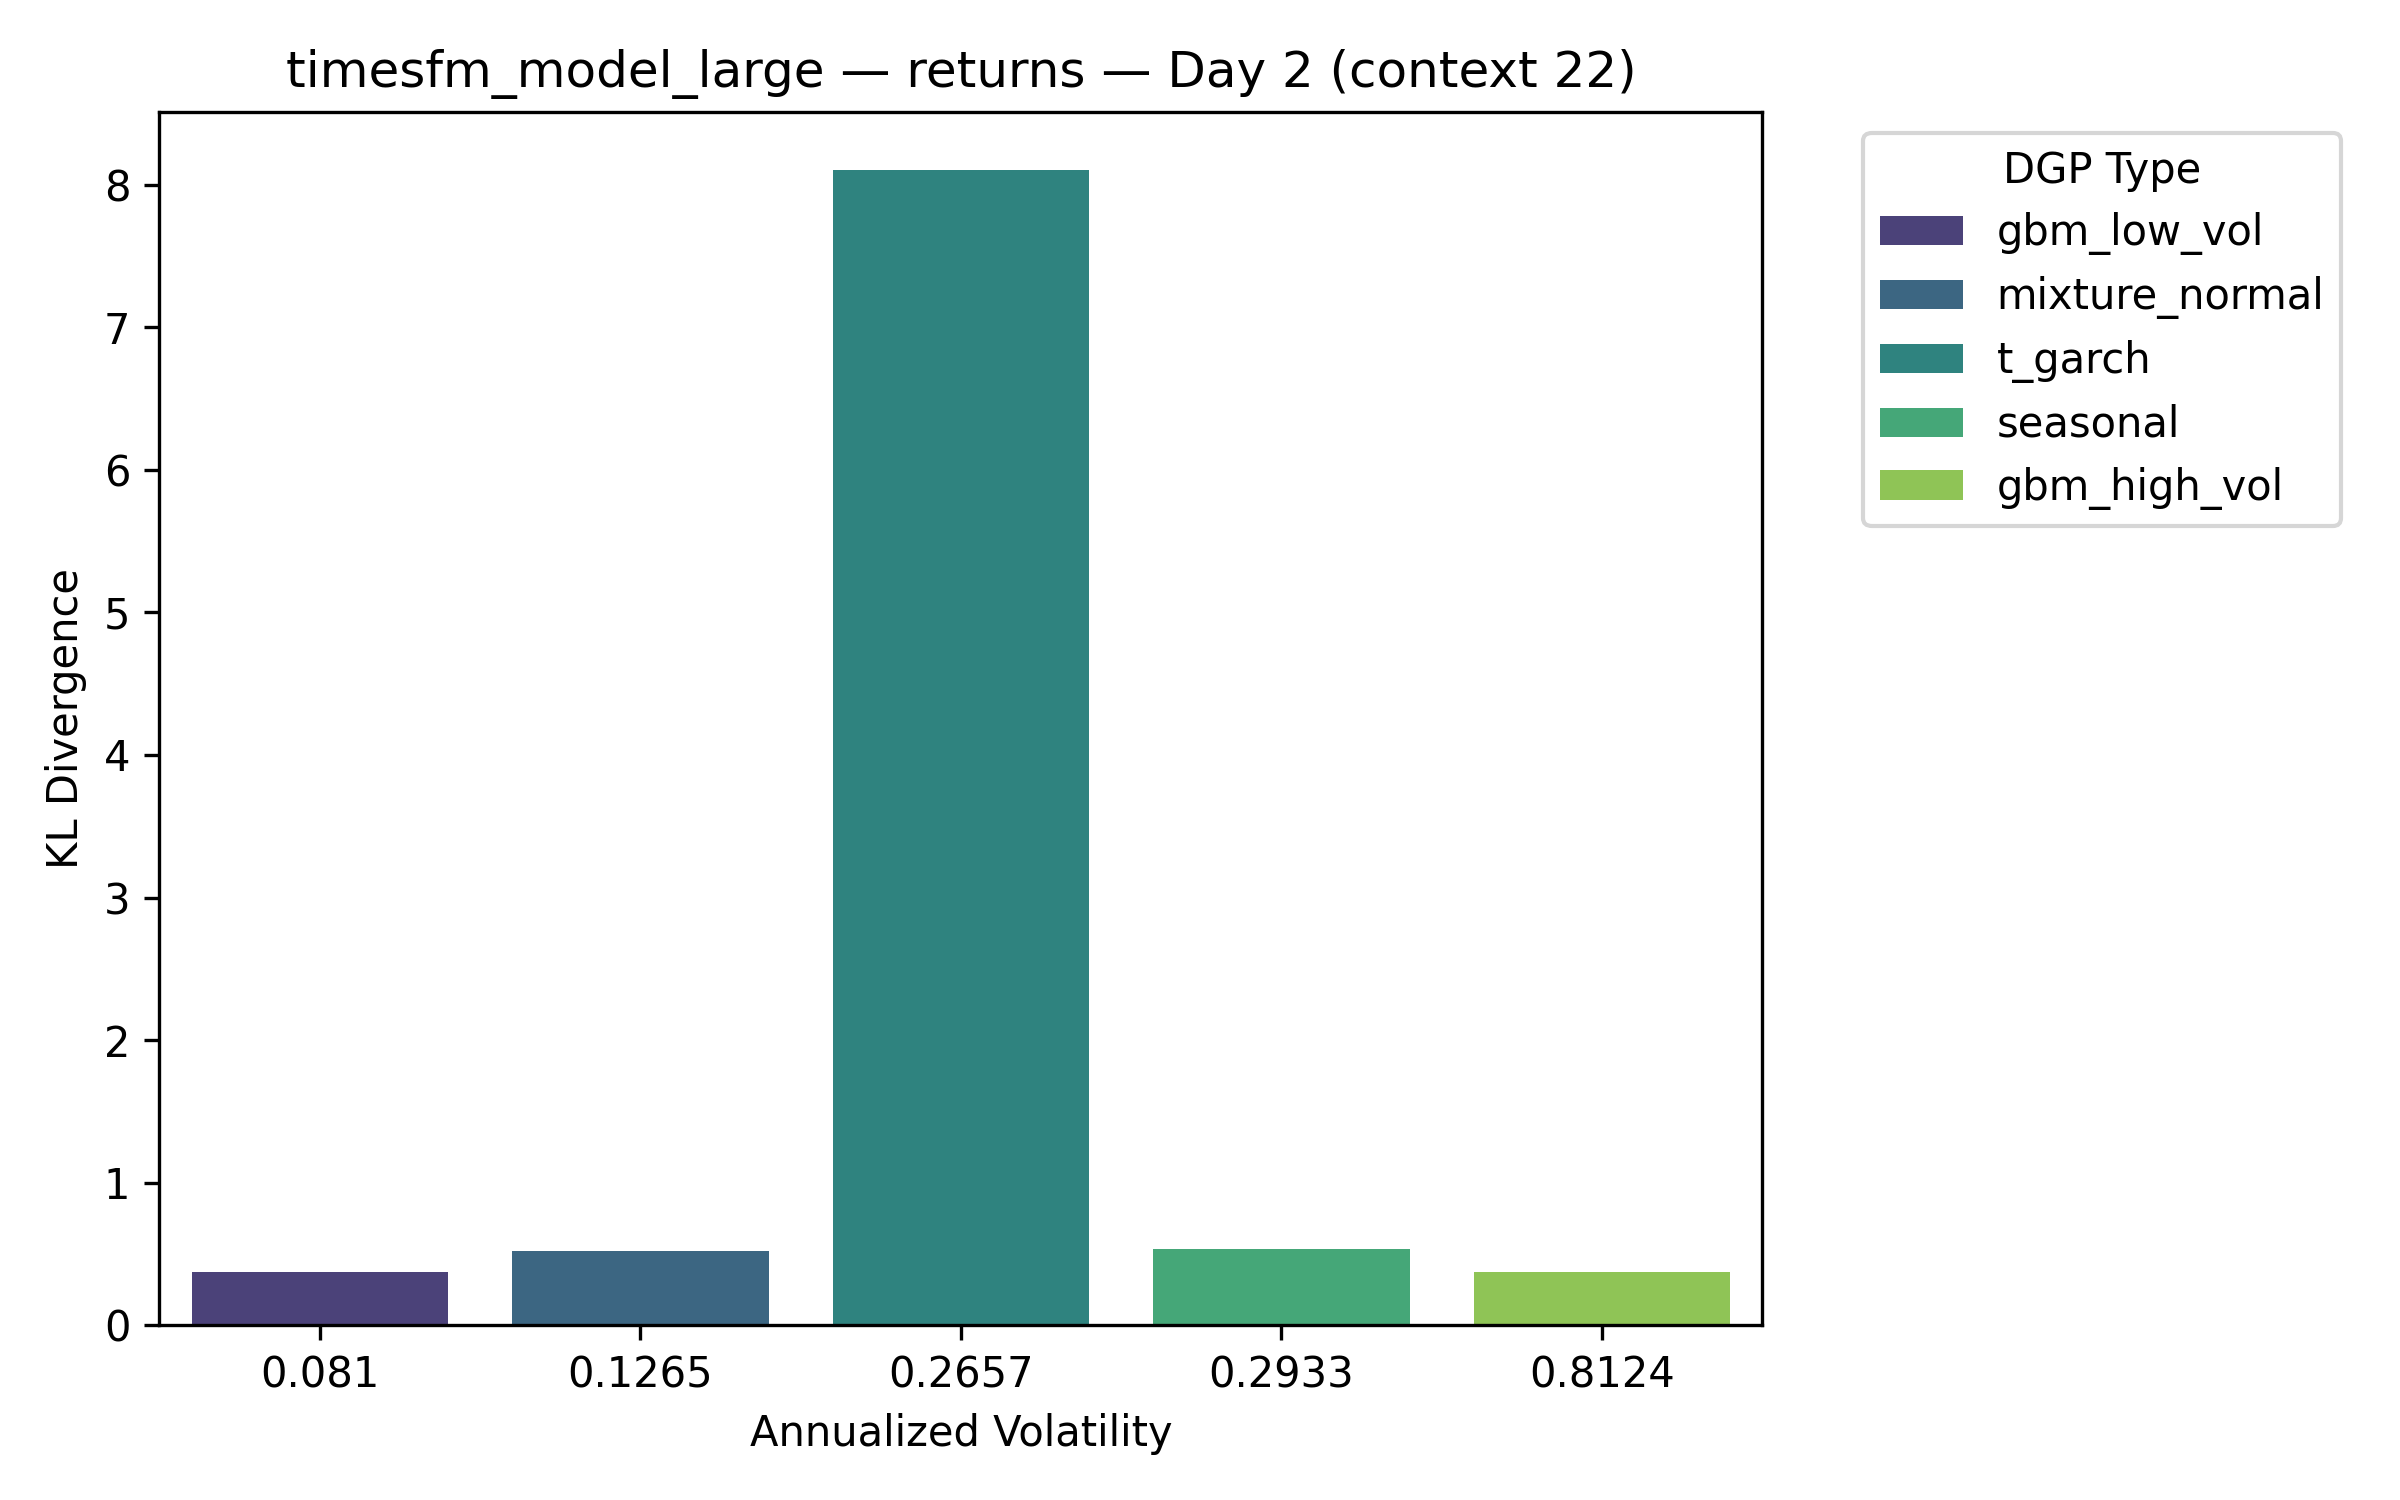 timesfm_model_large — returns — Day 2 (context 22)
DGP Type
gbm_low_vol
mixture_normal
t_garch
seasonal
gbm_high_vol
KL Divergence
8
7
6
5
4
3
2
1
0
0.081 0.1265 0.2657 0.2933 0.8124
Annualized Volatility